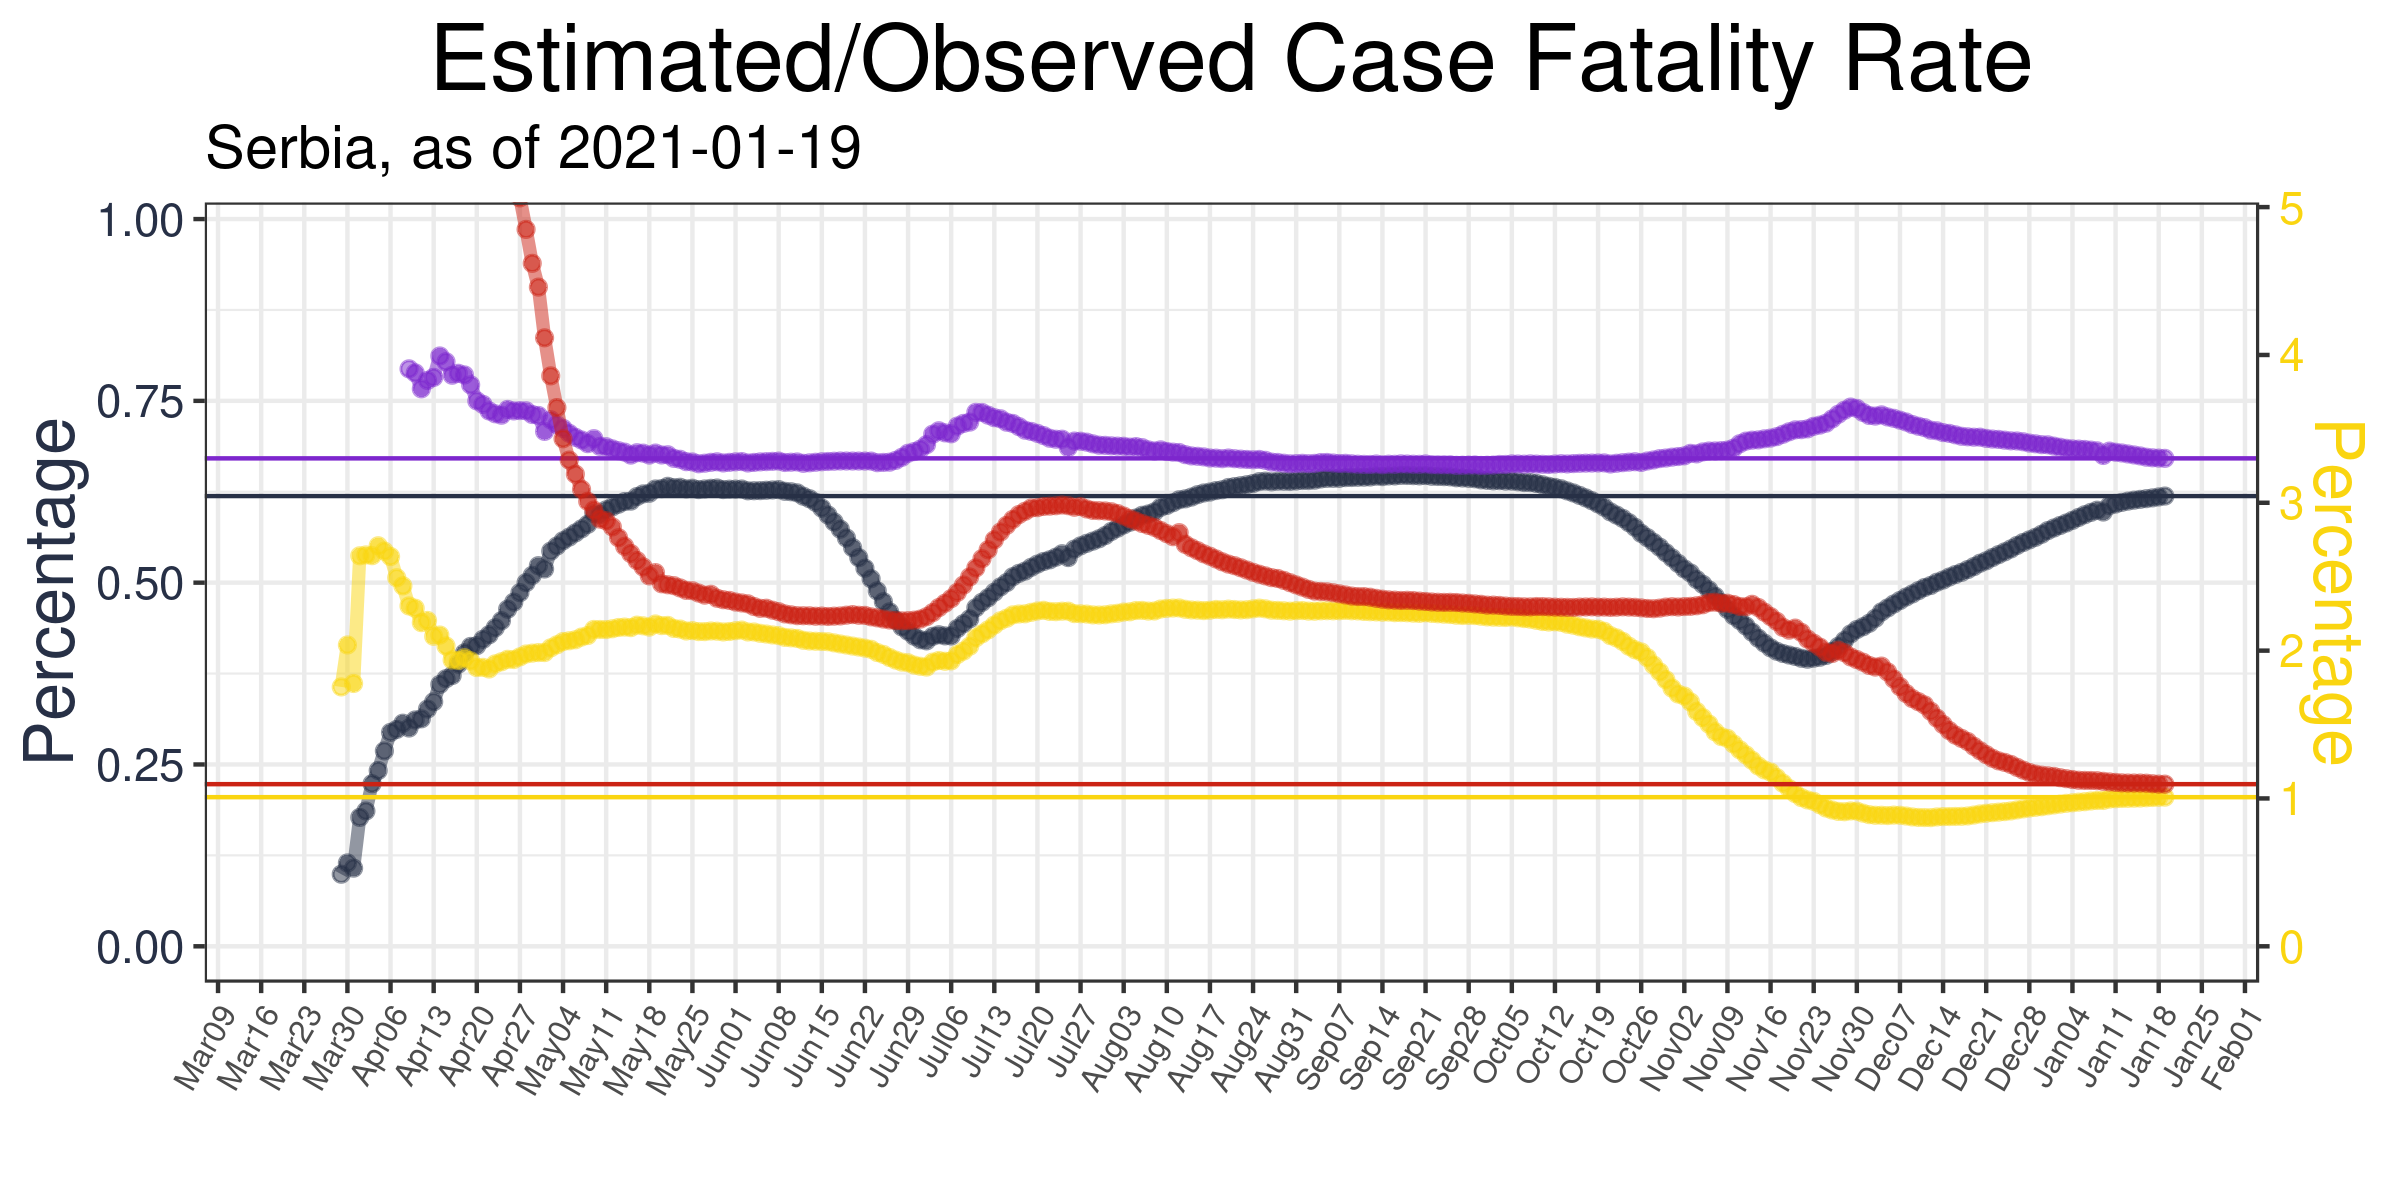 Estimated/Observed Case Fatality Rate
Serbia, as of 2021-01-19
Percentage
1.00
0.75
0.50
0.25
0.00
5
4
3
2
1
0
Percentage
Mar09
Mar16
Mar23
Mar30
Apr06
Apr13
Apr20
Apr27
May04
May11
May18
May25
Jun01
Jun08
Jun15
Jun22
Jun29
Jul06
Jul13
Jul20
Jul27
Aug03
Aug10
Aug17
Aug24
Aug31
Sep07
Sep14
Sep21
Sep28
Oct05
Oct12
Oct19
Oct26
Nov02
Nov09
Nov16
Nov23
Nov30
Dec07
Dec14
Dec21
Dec28
Jan04
Jan11
Jan18
Jan25
Feb01